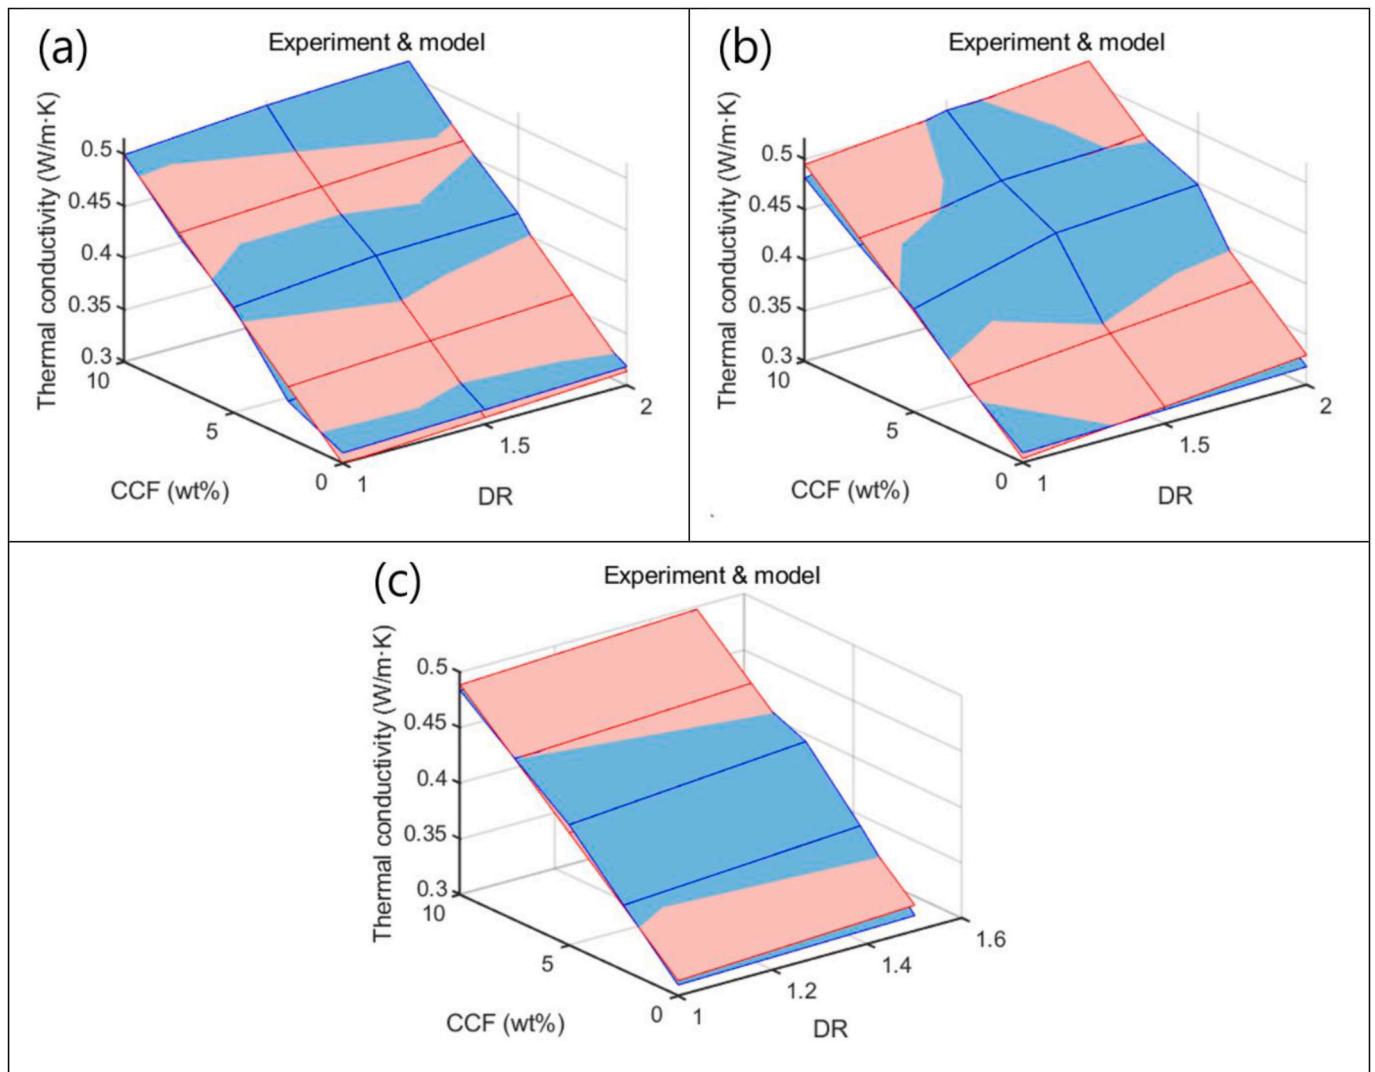 (a)
Experiment & model
Thermal conductivity (W/m·K)
0.5
0.45
0.4
0.35
0.3
10
5
0
CCF (wt%)
1
1.5
2
DR
(b)
Experiment & model
Thermal conductivity (W/m·K)
0.5
0.45
0.4
0.35
0.3
10
5
0
CCF (wt%)
1
1.5
2
DR
(c)
Experiment & model
Thermal conductivity (W/m·K)
0.5
0.45
0.4
0.35
0.3
10
5
0
CCF (wt%)
1
1.2
1.4
1.6
DR